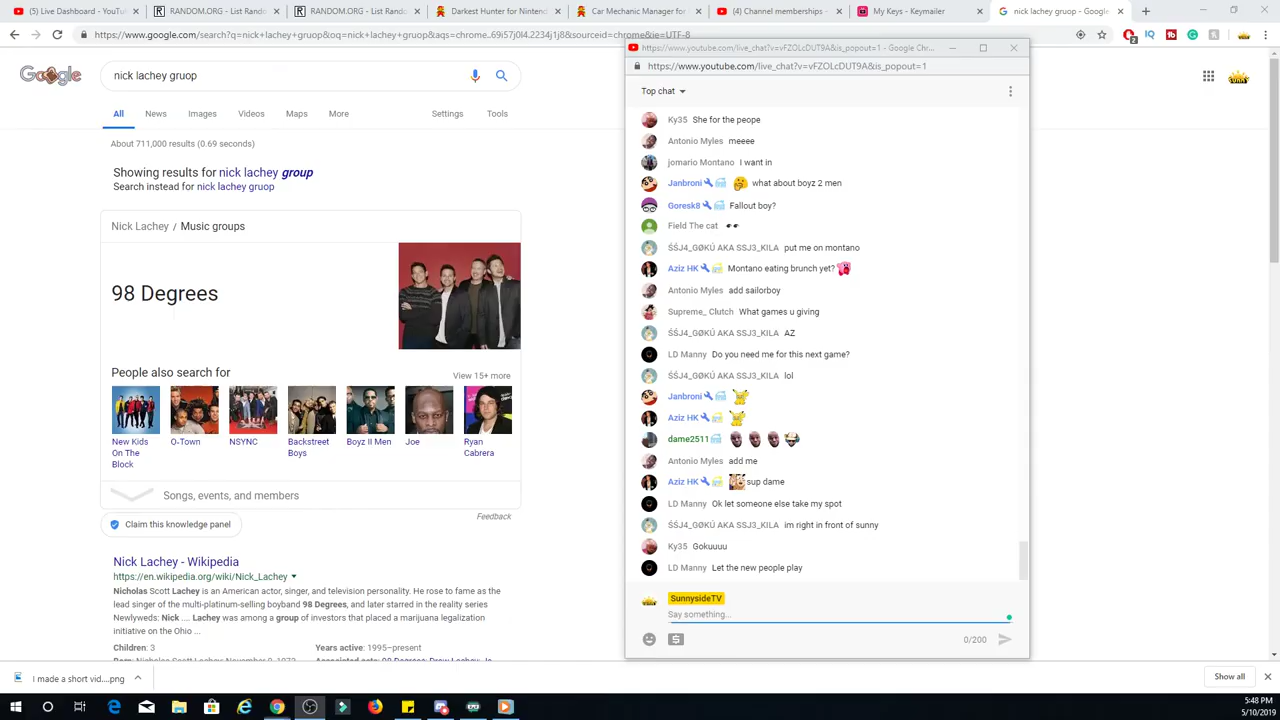 (5) Live Dashboard - YouTu
RANDOM.ORG - List Rando
RANDOM.ORG - List Rando
Darkest Hunter for Ninten
Car Mechanic Manager for
(4) Channel memberships -
My Keys - Keymailer
nick lachey gruop - Google
https://www.google.com/search?q=nick+lachey+gruop&oq=nick+lachey+gruop&aqs=chrome..69i57j0l4.2234j1j8&sourceid=chrome&ie=UTF-8
Google
nick lachey gruop
All News Images Videos Maps More Settings Tools
About 711,000 results (0.69 seconds)
Showing results for nick lachey group
Search instead for nick lachey gruop
Nick Lachey / Music groups
98 Degrees
People also search for
View 15+ more
New Kids On The Block
O-Town
NSYNC
Backstreet Boys
Boyz II Men
Joe
Ryan Cabrera
Songs, events, and members
Claim this knowledge panel
Feedback
Nick Lachey - Wikipedia
https://en.wikipedia.org/wiki/Nick_Lachey
Nicholas Scott Lachey is an American actor, singer, and television personality. He rose to fame as the
lead singer of the multi-platinum-selling boyband 98 Degrees, and later starred in the reality series
Newlyweds: Nick .... Lachey was among a group of investors that placed a marijuana legalization
initiative on the Ohio ...
Children: 3
Years active: 1995–present
https://www.youtube.com/live_chat?v=vFZOLcDUT9A&is_popout=1 - Google Chr...
https://www.youtube.com/live_chat?v=vFZOLcDUT9A&is_popout=1
Top chat
Ky35 She for the peope
Antonio Myles meeee
jomario Montano I want in
Janbroni what about boyz 2 men
Goresk8 Fallout boy?
Field The cat
ŚŚJ4_GØKÚ AKA SSJ3_KILA put me on montano
Aziz HK Montano eating brunch yet?
Antonio Myles add sailorboy
Supreme_ Clutch What games u giving
ŚŚJ4_GØKÚ AKA SSJ3_KILA AZ
LD Manny Do you need me for this next game?
ŚŚJ4_GØKÚ AKA SSJ3_KILA lol
Janbroni
Aziz HK
dame2511
Antonio Myles add me
Aziz HK sup dame
LD Manny Ok let someone else take my spot
ŚŚJ4_GØKÚ AKA SSJ3_KILA im right in front of sunny
Ky35 Gokuuuu
LD Manny Let the new people play
SunnysideTV
Say something...
0/200
I made a short vid....png
Show all
5:48 PM
5/10/2019